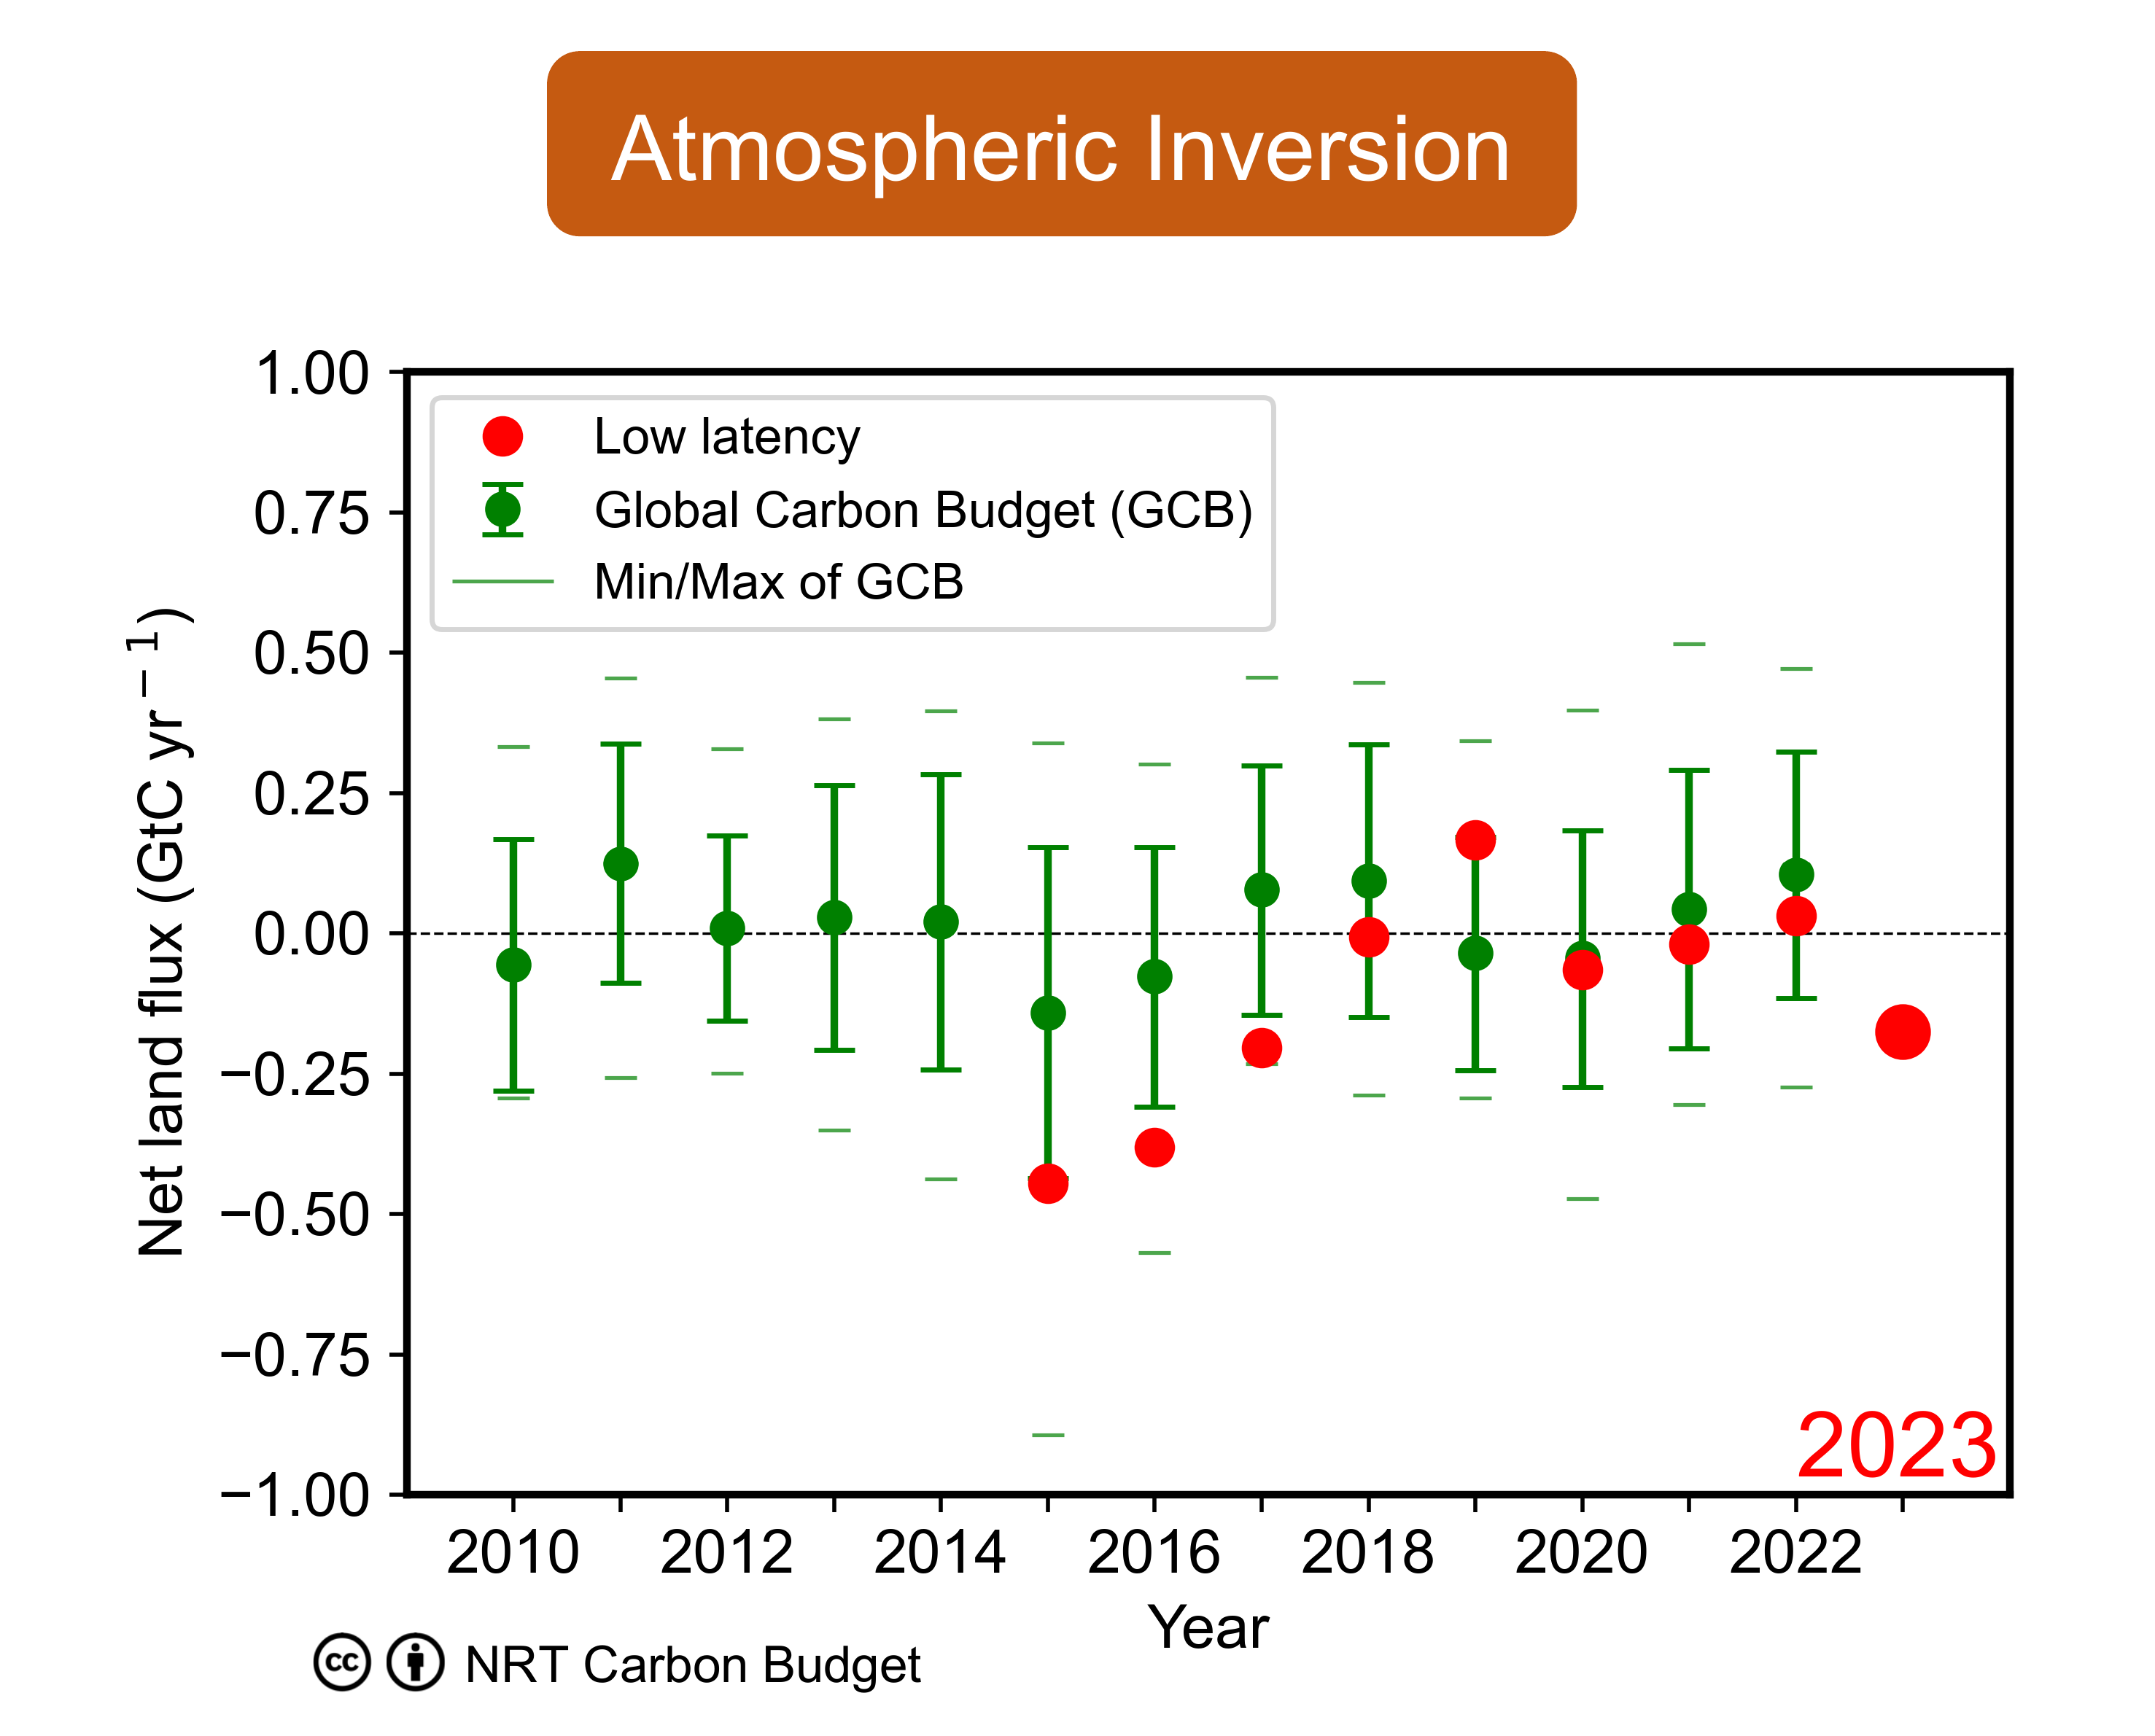 Atmospheric Inversion
1.00
0.75
0.50
0.25
0.00
−0.25
−0.50
−0.75
−1.00
Net land flux (GtC yr⁻¹)
Low latency
Global Carbon Budget (GCB)
Min/Max of GCB
2023
2010 2012 2014 2016 2018 2020 2022
Year
cc NRT Carbon Budget